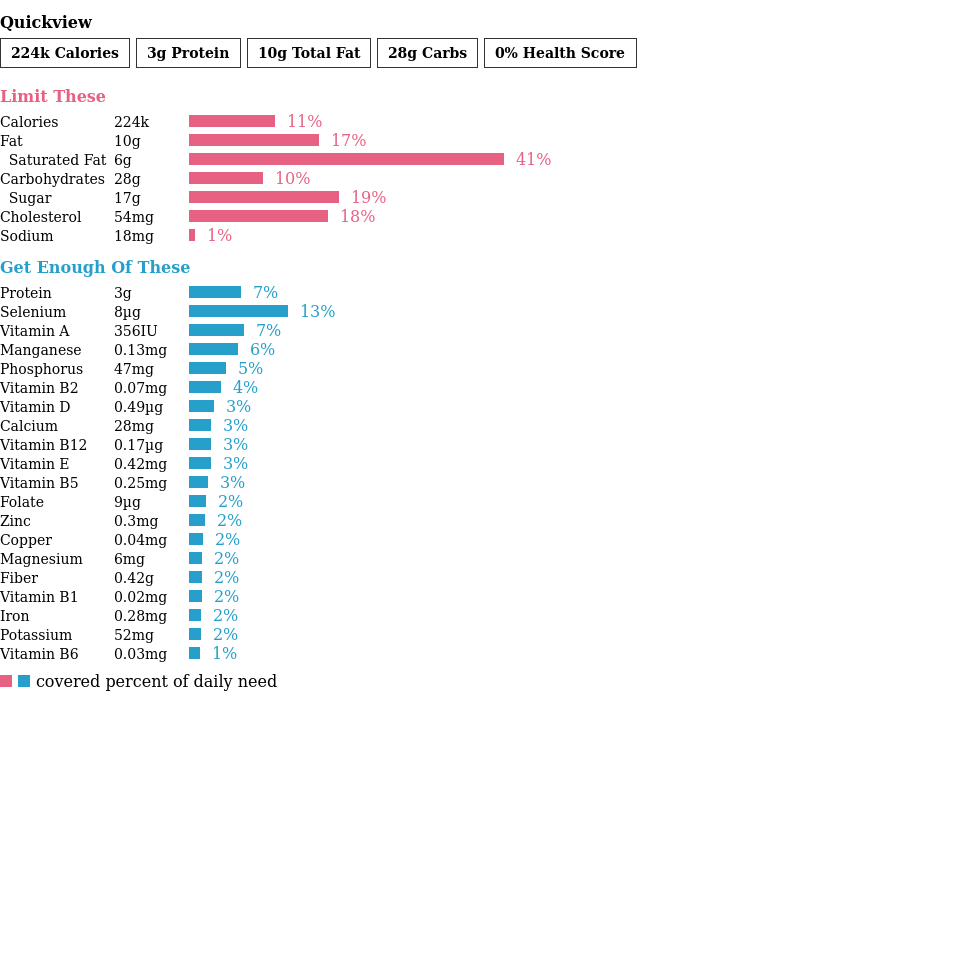 Quickview
224k Calories 3g Protein 10g Total Fat 28g Carbs 0% Health Score
Limit These
Calories 224k 11%
Fat 10g 17%
Saturated Fat 6g 41%
Carbohydrates 28g 10%
Sugar 17g 19%
Cholesterol 54mg 18%
Sodium 18mg 1%
Get Enough Of These
Protein 3g 7%
Selenium 8µg 13%
Vitamin A 356IU 7%
Manganese 0.13mg 6%
Phosphorus 47mg 5%
Vitamin B2 0.07mg 4%
Vitamin D 0.49µg 3%
Calcium 28mg 3%
Vitamin B12 0.17µg 3%
Vitamin E 0.42mg 3%
Vitamin B5 0.25mg 3%
Folate 9µg 2%
Zinc 0.3mg 2%
Copper 0.04mg 2%
Magnesium 6mg 2%
Fiber 0.42g 2%
Vitamin B1 0.02mg 2%
Iron 0.28mg 2%
Potassium 52mg 2%
Vitamin B6 0.03mg 1%
covered percent of daily need